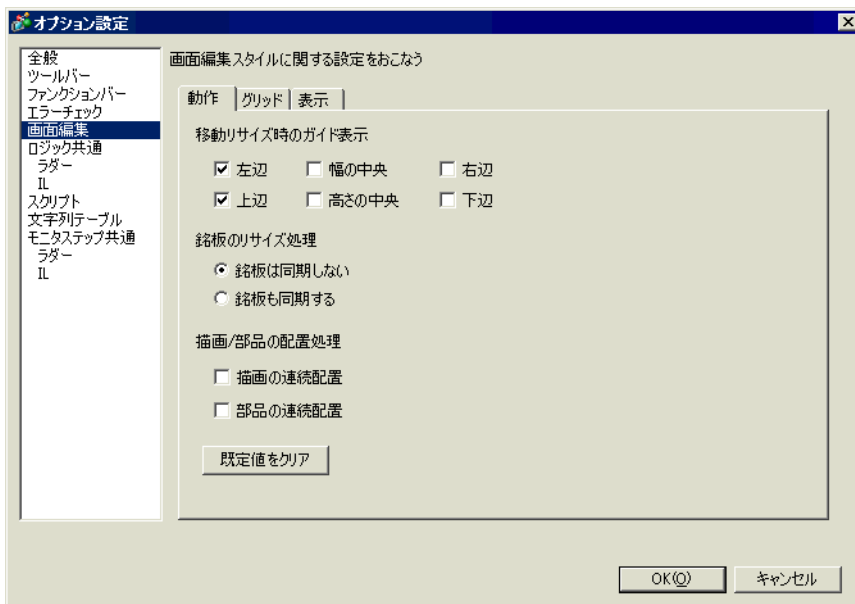 オプション設定
全般
ツールバー
ファンクションバー
エラーチェック
画面編集
ロジック共通
ラダー
IL
スクリプト
文字列テーブル
モニタステップ共通
ラダー
IL
画面編集スタイルに関する設定をおこなう
動作 グリッド 表示
移動リサイズ時のガイド表示
左辺 幅の中央 右辺
上辺 高さの中央 下辺
銘板のリサイズ処理
銘板は同期しない
銘板も同期する
描画/部品の配置処理
描画の連続配置
部品の連続配置
既定値をクリア
OK(O) キャンセル